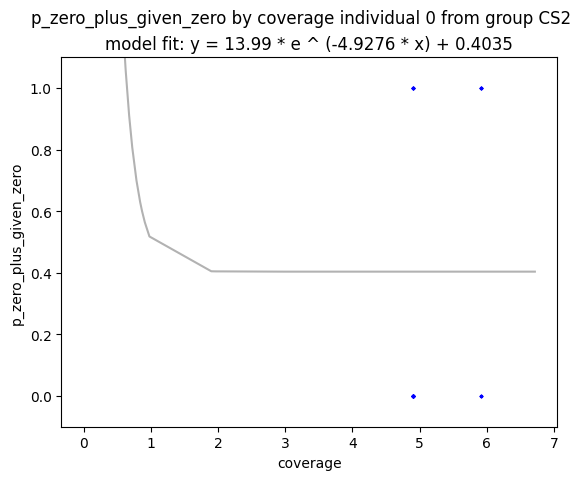 p_zero_plus_given_zero by coverage individual 0 from group CS2
model fit: y = 13.99 * e ^ (-4.9276 * x) + 0.4035
1.0
0.8
0.6
0.4
0.2
0.0
p_zero_plus_given_zero
0 1 2 3 4 5 6 7
coverage